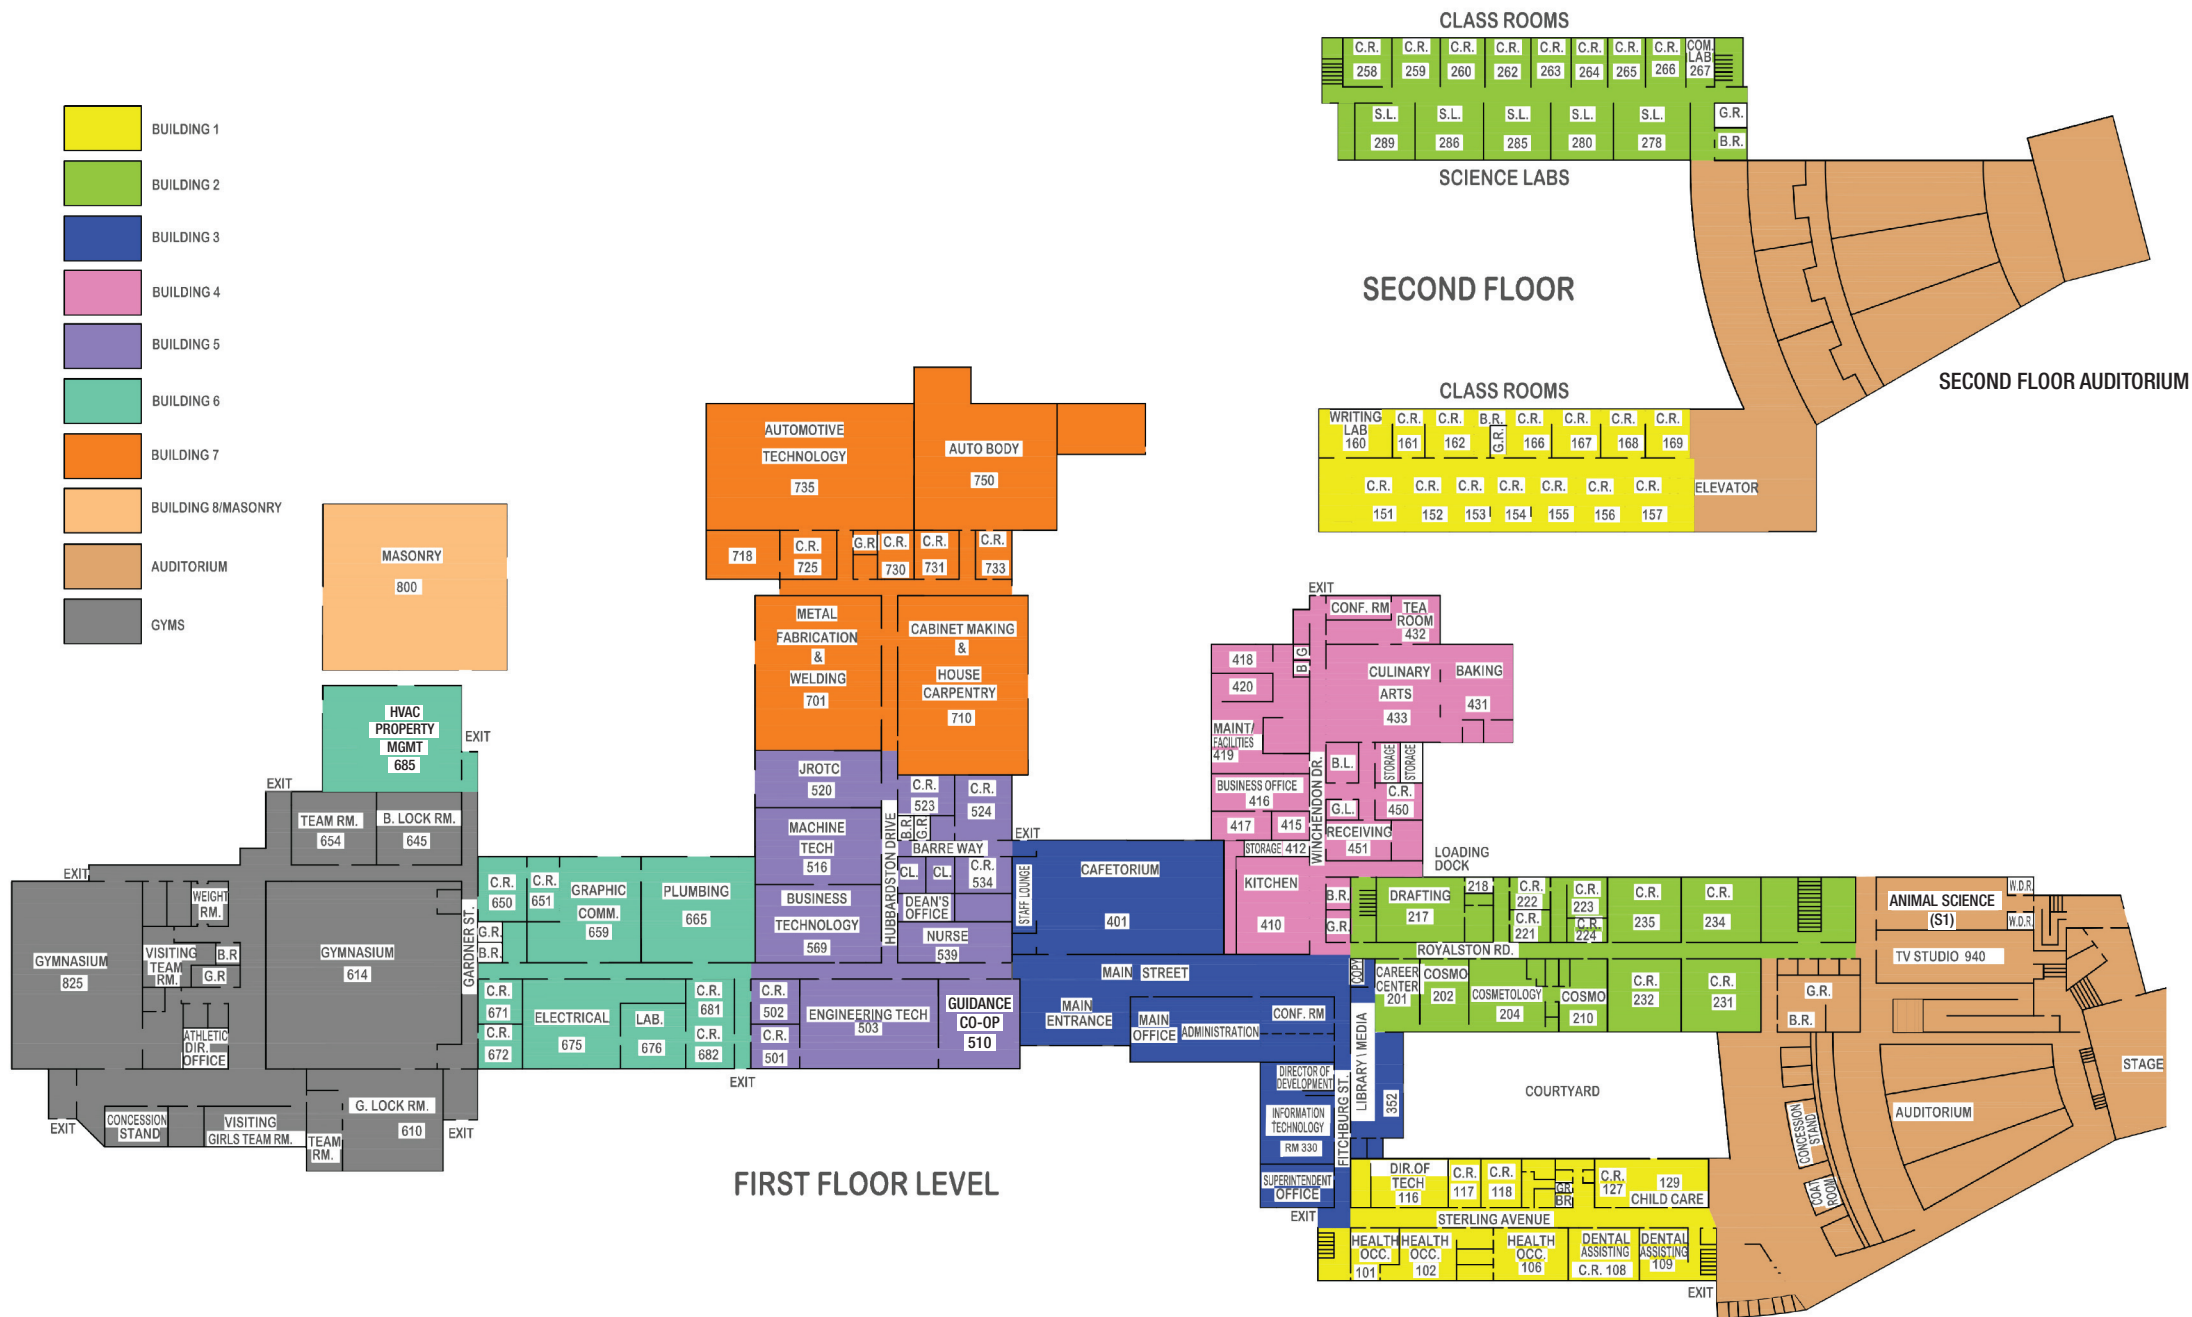 CLASS ROOMS
C.R.
258
C.R.
259
C.R.
260
C.R.
262
C.R.
263
C.R.
264
C.R.
265
C.R.
266
COM.
LAB
267
S.L.
289
S.L.
286
S.L.
285
S.L.
280
S.L.
278
G.R.
B.R.
SCIENCE LABS
SECOND FLOOR
SECOND FLOOR AUDITORIUM
CLASS ROOMS
WRITING
LAB
160
C.R.
161
C.R.
162
B.R.
G.R.
C.R.
166
C.R.
167
C.R.
168
C.R.
169
C.R.
151
C.R.
152
C.R.
153
C.R.
154
C.R.
155
C.R.
156
C.R.
157
ELEVATOR
BUILDING 1
BUILDING 2
BUILDING 3
BUILDING 4
BUILDING 5
BUILDING 6
BUILDING 7
BUILDING 8/MASONRY
AUDITORIUM
GYMS
MASONRY
800
HVAC
PROPERTY
MGMT
685
EXIT
EXIT
TEAM RM.
654
B. LOCK RM.
645
EXIT
GYMNASIUM
825
WEIGHT
RM.
VISITING
TEAM
RM.
B.R
G.R
ATHLETIC
DIR.
OFFICE
GYMNASIUM
614
GARDNER ST.
EXIT
CONCESSION
STAND
VISITING
GIRLS TEAM RM.
TEAM
RM.
G. LOCK RM.
610
EXIT
C.R.
650
C.R.
651
GRAPHIC
COMM.
659
PLUMBING
665
G.R.
B.R.
C.R.
671
C.R.
672
ELECTRICAL
675
LAB.
676
C.R.
681
C.R.
682
EXIT
AUTOMOTIVE
TECHNOLOGY
735
AUTO BODY
750
718
C.R.
725
G.R
C.R.
730
C.R.
731
C.R.
733
METAL
FABRICATION
&
WELDING
701
CABINET MAKING
&
HOUSE
CARPENTRY
710
JROTC
520
MACHINE
TECH
516
BUSINESS
TECHNOLOGY
569
HUBBARDSTON DRIVE
C.R.
523
C.R.
524
B.R.
G.R.
BARRE WAY
CL.
CL.
C.R.
534
DEAN'S
OFFICE
NURSE
539
C.R.
502
C.R.
501
ENGINEERING TECH
503
GUIDANCE
CO-OP
510
EXIT
STAFF LOUNGE
CAFETORIUM
401
MAIN STREET
MAIN
ENTRANCE
MAIN
OFFICE
ADMINISTRATION
CONF. RM
DIRECTOR OF
DEVELOPMENT
INFORMATION
TECHNOLOGY
RM 330
SUPERINTENDENT
OFFICE
EXIT
FITCHBURG ST.
COPY
LIBRARY \ MEDIA
352
EXIT
CONF. RM
TEA
ROOM
432
B
G
418
420
MAINT/
FACILITIES
419
CULINARY
ARTS
433
BAKING
431
BUSINESS OFFICE
416
417
415
STORAGE 412
WINCHENDON DR.
B.L.
STORAGE
STORAGE
G.L.
C.R.
450
RECEIVING
451
LOADING
DOCK
KITCHEN
410
B.R.
G.R.
DRAFTING
217
218
C.R.
222
C.R.
221
C.R.
223
C.R.
224
C.R.
235
C.R.
234
ROYALSTON RD.
CAREER
CENTER
201
COSMO
202
COSMETOLOGY
204
COSMO
210
C.R.
232
C.R.
231
COURTYARD
ANIMAL SCIENCE
(S1)
W.D.R.
W.D.R.
TV STUDIO 940
G.R.
B.R.
STAGE
AUDITORIUM
CONCESSION
STAND
COAT
ROOM
DIR.OF
TECH
116
C.R.
117
C.R.
118
GR
BR
C.R.
127
129
CHILD CARE
STERLING AVENUE
HEALTH
OCC.
101
HEALTH
OCC.
102
HEALTH
OCC.
106
DENTAL
ASSISTING
C.R. 108
DENTAL
ASSISTING
109
EXIT
FIRST FLOOR LEVEL